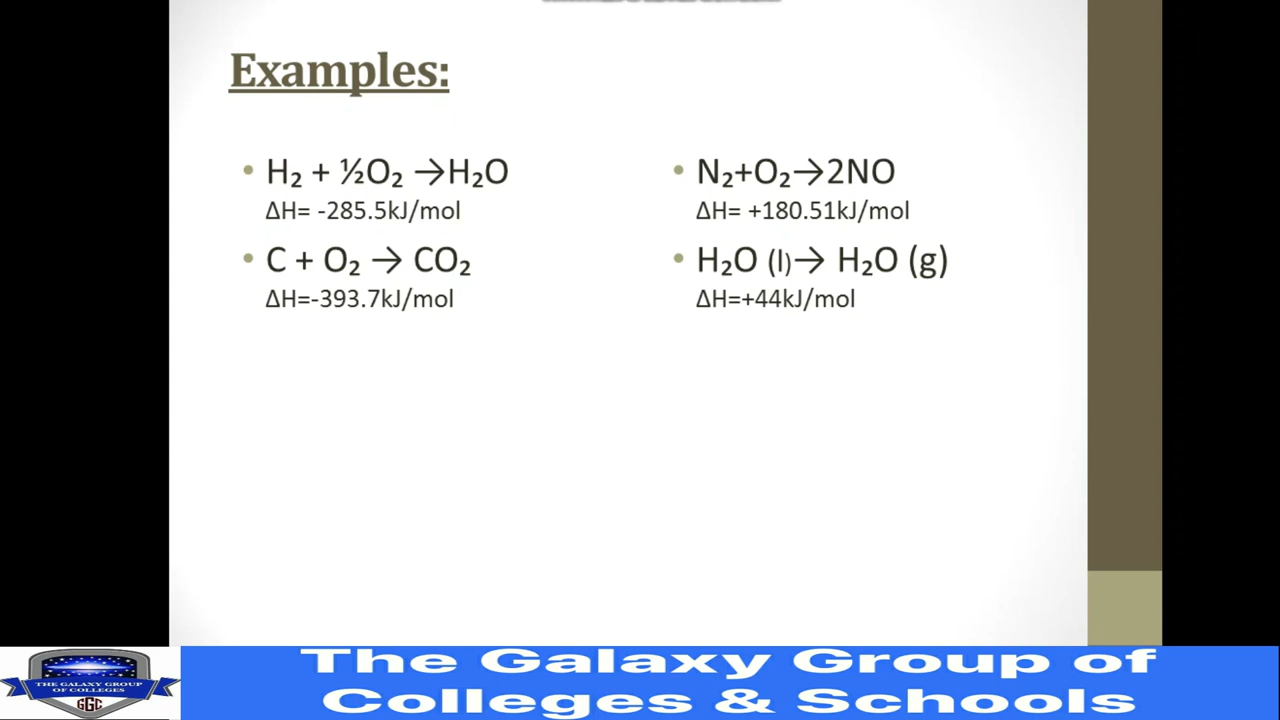 Examples:
• H₂ + ½O₂ →H₂O
ΔH= -285.5kJ/mol
• C + O₂ → CO₂
ΔH=-393.7kJ/mol
• N₂+O₂→2NO
ΔH= +180.51kJ/mol
• H₂O (l)→ H₂O (g)
ΔH=+44kJ/mol
THE GALAXY GROUP
OF COLLEGES
GGC
The Galaxy Group of
Colleges & Schools